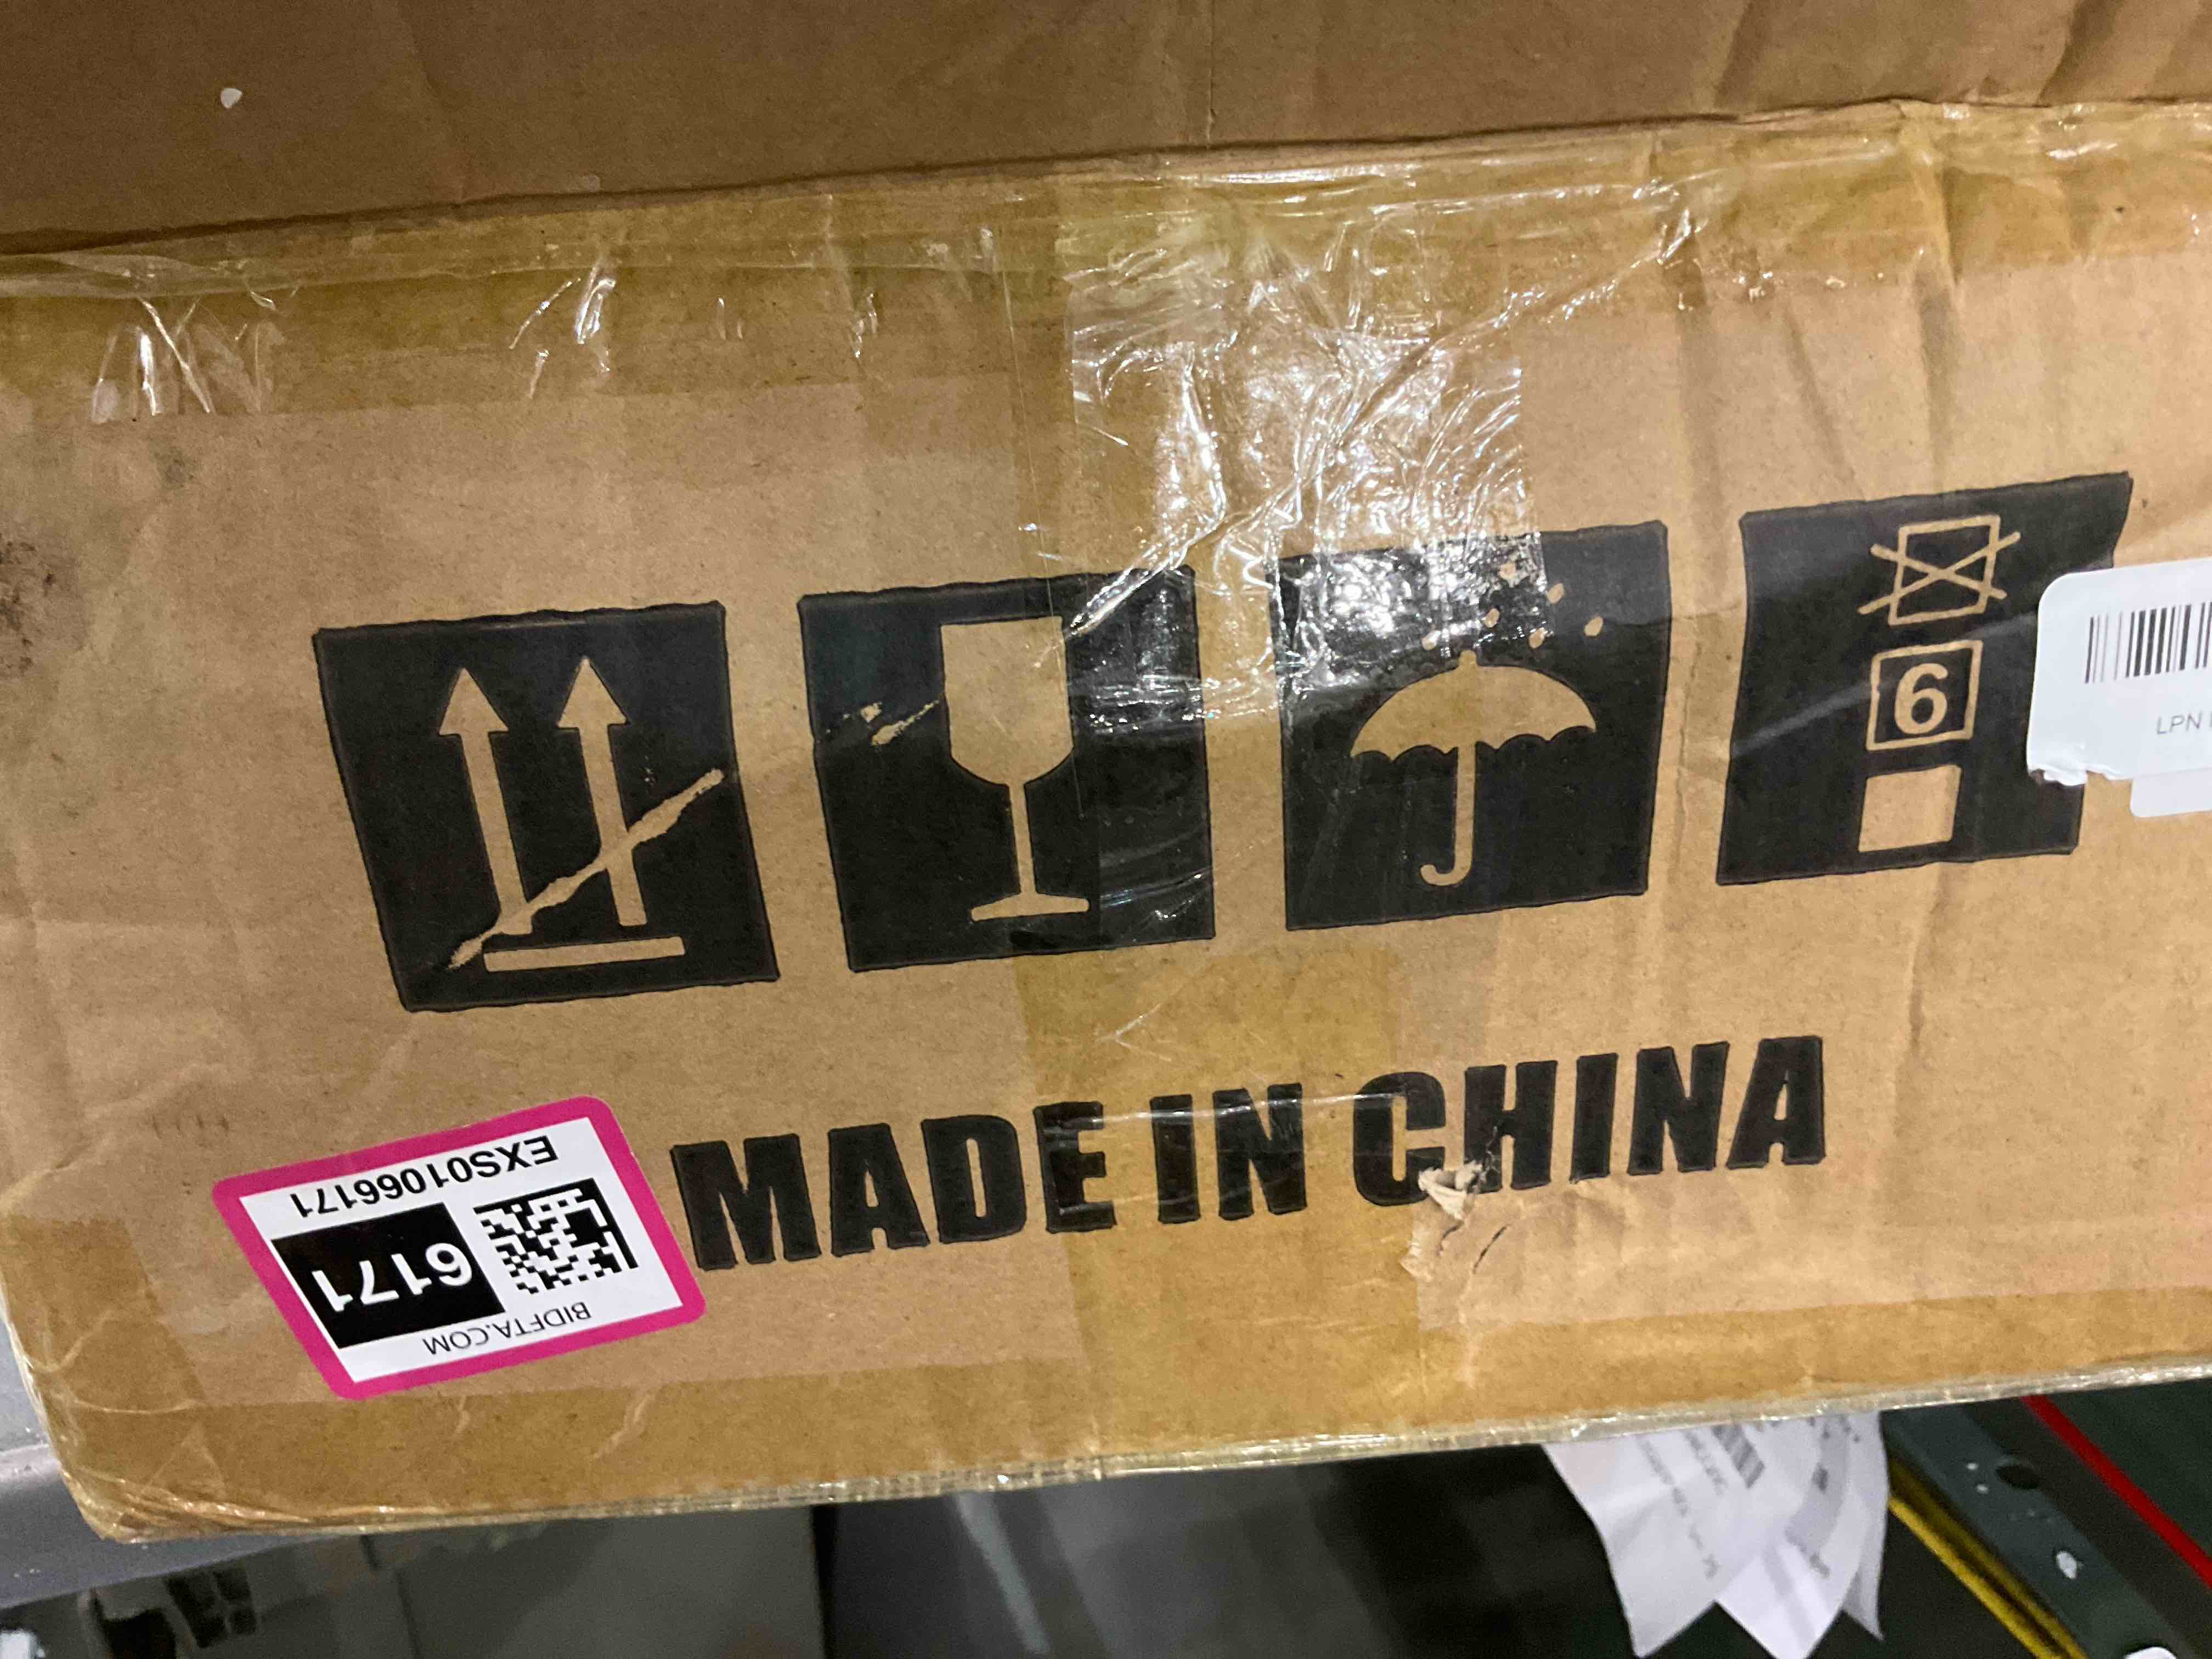 6
LPN
MADE IN CHINA
BIDFTA.COM
6171
EXS01066171